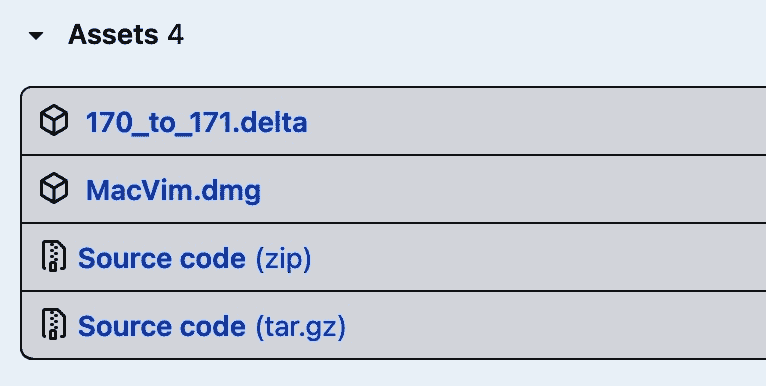 Assets 4
170_to_171.delta
MacVim.dmg
Source code (zip)
Source code (tar.gz)